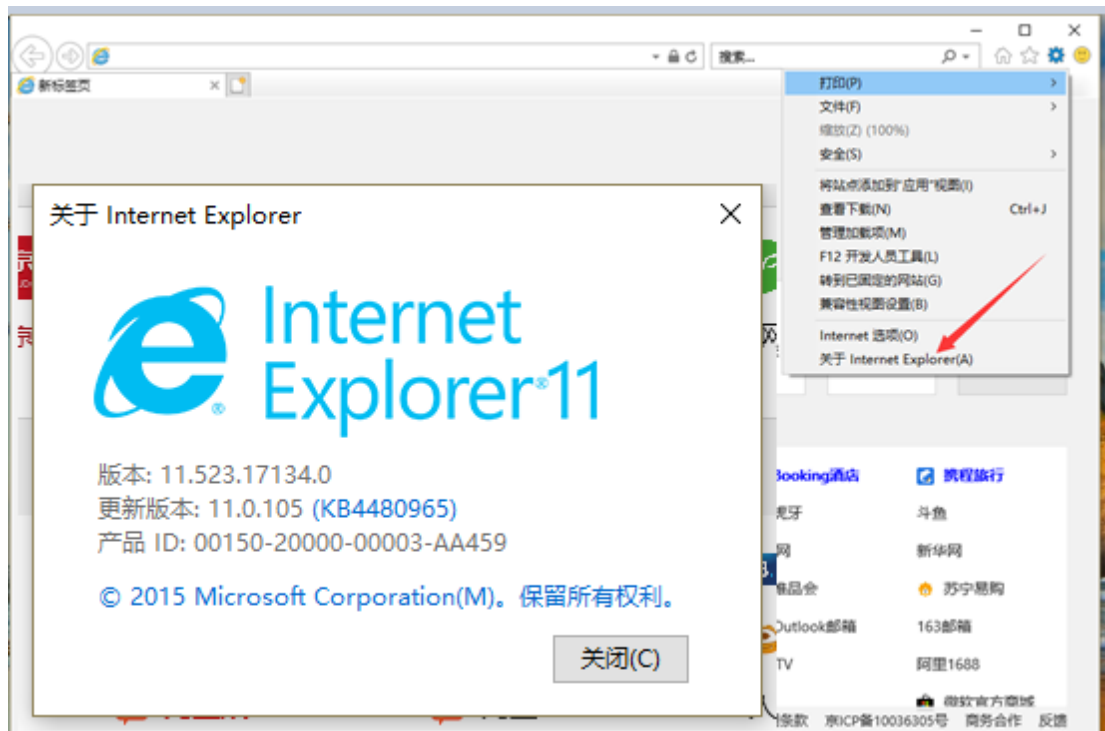 搜索...
新标签页
打印(P)
文件(F)
缩放(Z) (100%)
安全(S)
将站点添加到"应用"视图(I)
查看下载(N) Ctrl+J
管理加载项(M)
F12 开发人员工具(L)
转到已固定的网站(G)
兼容性视图设置(B)
Internet 选项(O)
关于 Internet Explorer(A)
关于 Internet Explorer
Internet
Explorer®11
版本: 11.523.17134.0
更新版本: 11.0.105 (KB4480965)
产品 ID: 00150-20000-00003-AA459
© 2015 Microsoft Corporation(M)。保留所有权利。
关闭(C)
Booking酒店 携程旅行
虎牙 斗鱼
网 新华网
唯品会 苏宁易购
Outlook邮箱 163邮箱
TV 阿里1688
微软官方商城
条款 京ICP备10036305号 商务合作 反馈